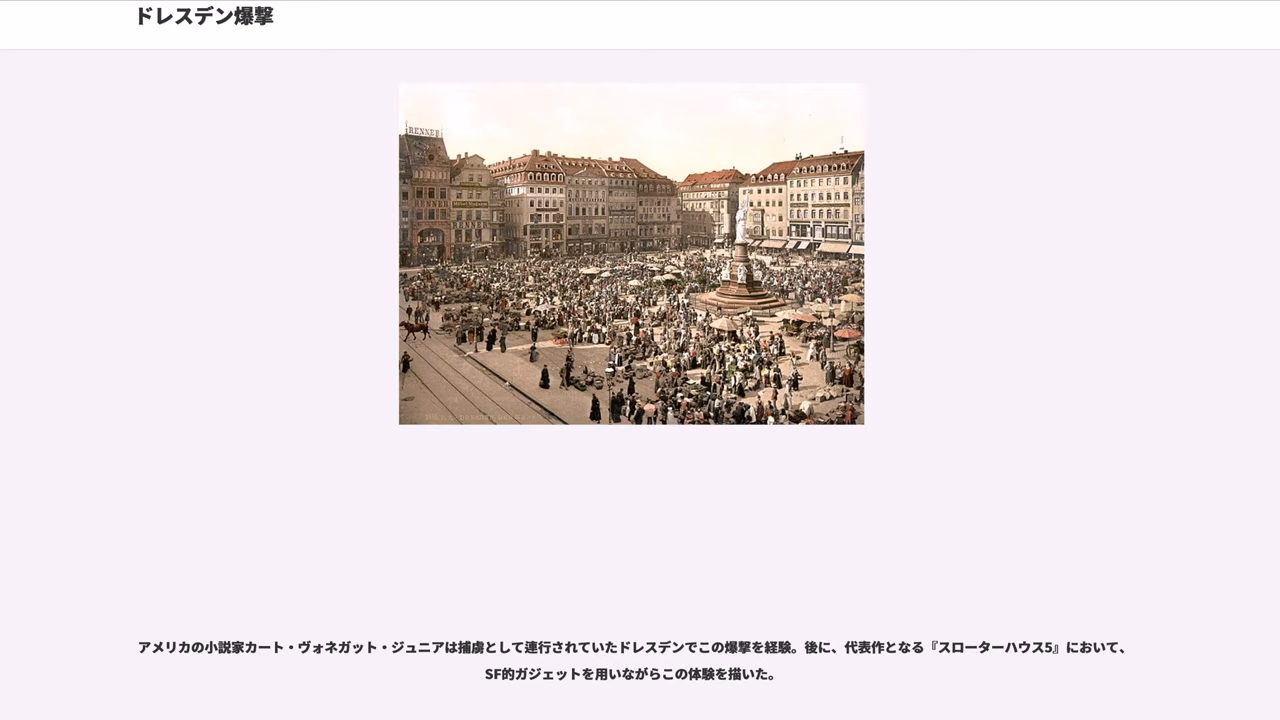 ドレスデン爆撃
RENNER
アメリカの小説家カート・ヴォネガット・ジュニアは捕虜として連行されていたドレスデンでこの爆撃を経験。後に、代表作となる『スローターハウス5』において、
SF的ガジェットを用いながらこの体験を描いた。